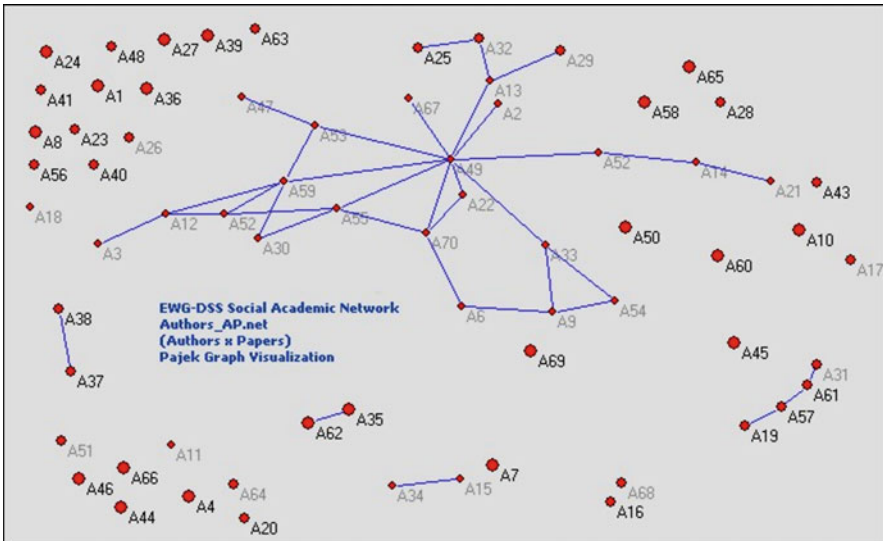 A63
A39
A27
A48
A24
A32
A25
A29
A13
A65
A41
A1
A36
A47
A67
A2
A58
A28
A8
A23
A26
A53
A56
A40
A49
A52
A14
A21
A43
A59
A22
A18
A12
A52
A55
A30
A70
A33
A50
A10
A3
A60
A17
A38
EWG-DSS Social Academic Network
Authors_AP.net
(Authors x Papers)
Pajek Graph Visualization
A6
A9
A54
A69
A45
A37
A31
A61
A57
A19
A35
A62
A51
A11
A66
A46
A7
A34
A15
A64
A68
A4
A44
A20
A16